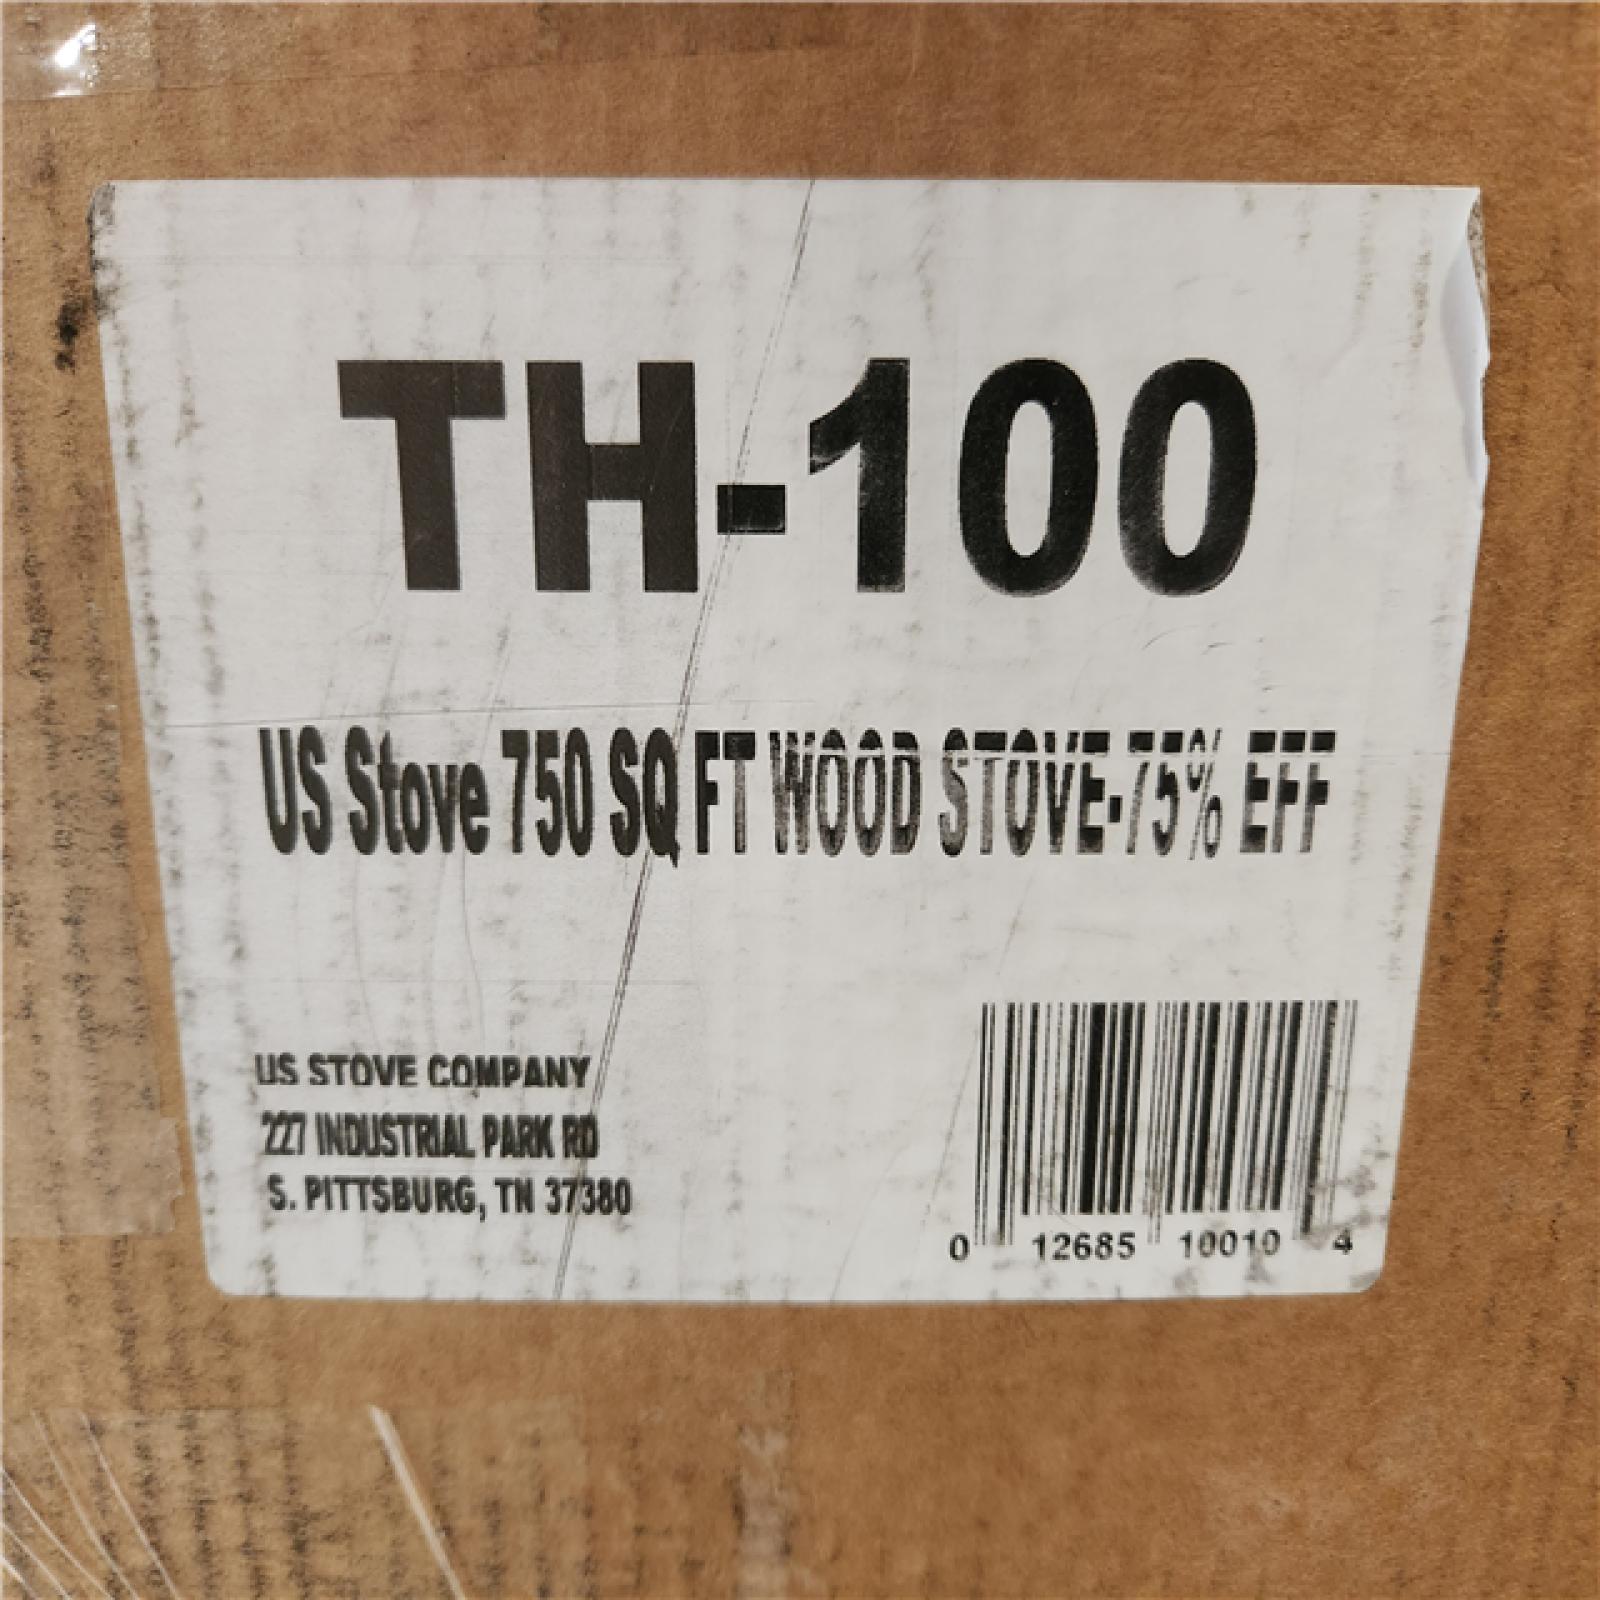 TH-100
US Stove 750 SQ FT WOOD STOVE-75% EFF
US STOVE COMPANY
227 INDUSTRIAL PARK RD
S. PITTSBURG, TN 37380
0 12685 10010 4